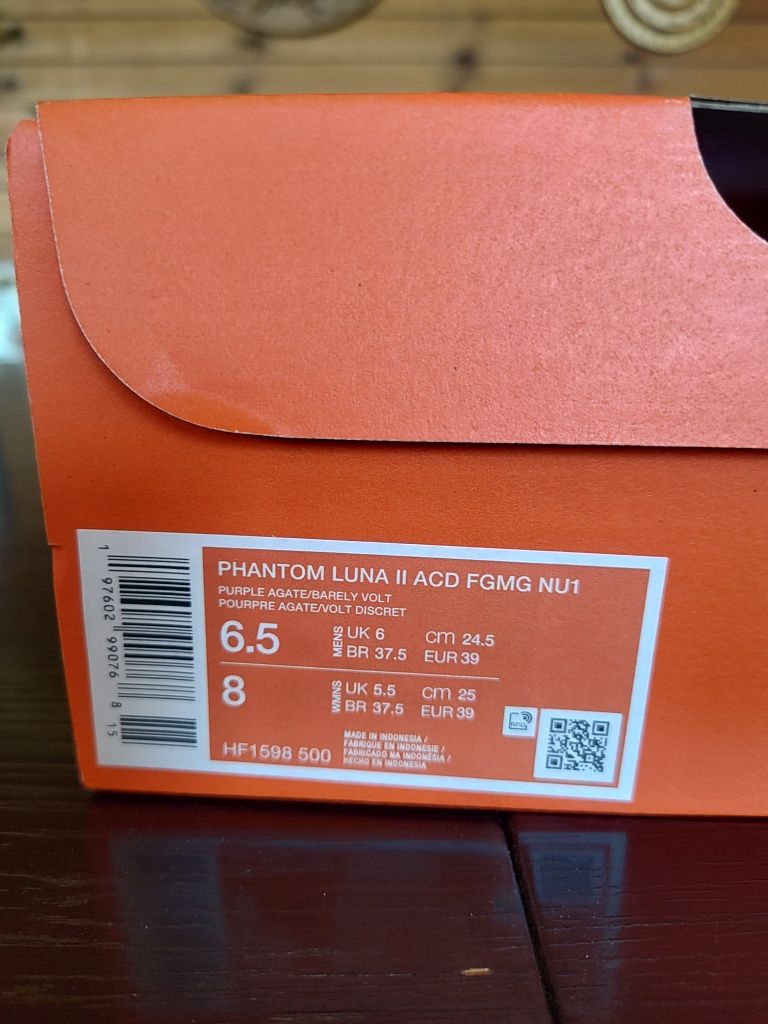 PHANTOM LUNA II ACD FGMG NU1
PURPLE AGATE/BARELY VOLT
POURPRE AGATE/VOLT DISCRET
6.5
MENS
UK 6 cm 24.5
BR 37.5 EUR 39
8
WMNS
UK 5.5 cm 25
BR 37.5 EUR 39
HF1598 500
MADE IN INDONESIA /
FABRIQUE EN INDONESIE /
FABRICADO NA INDONÉSIA /
HECHO EN INDONESIA
RFID
1 97602 99076 8 15